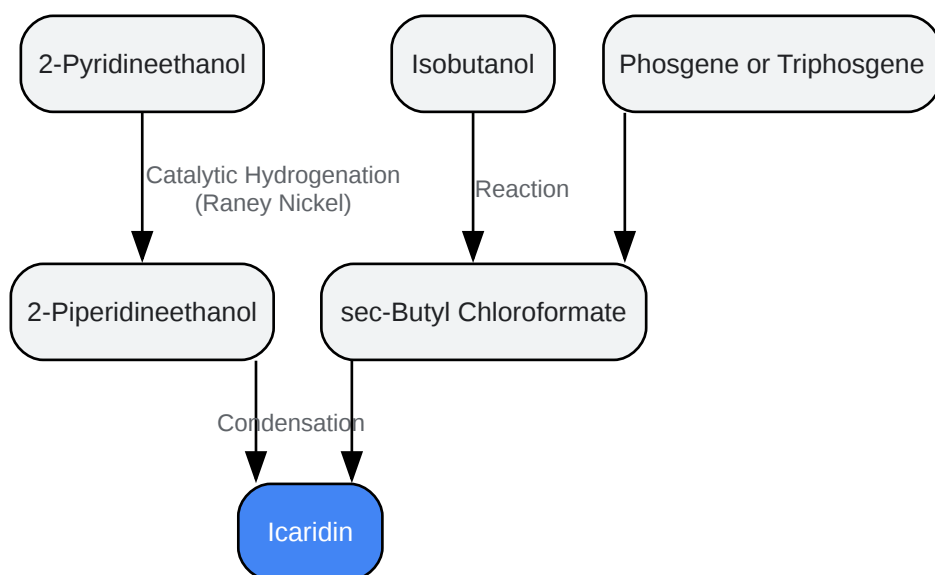 2-Pyridineethanol
Isobutanol
Phosgene or Triphosgene
Catalytic Hydrogenation
(Raney Nickel)
Reaction
2-Piperidineethanol
sec-Butyl Chloroformate
Condensation
Icaridin